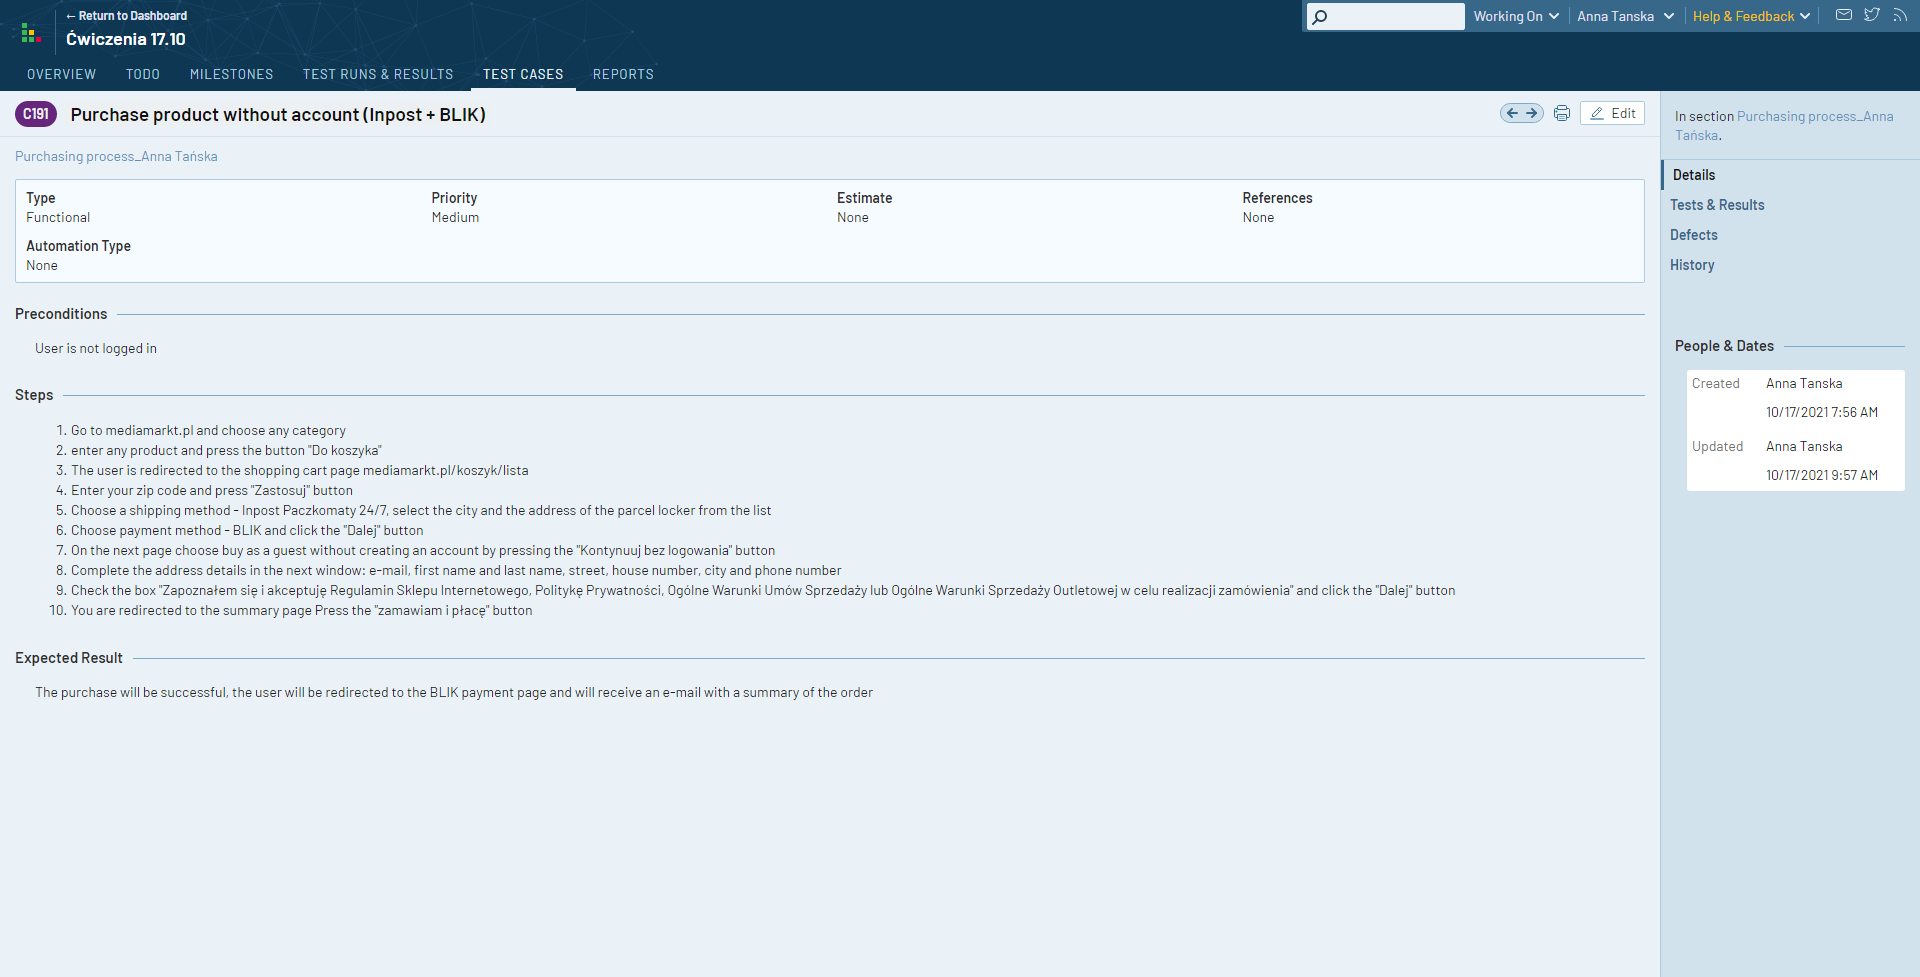 ← Return to Dashboard
Ćwiczenia 17.10
Working On
Anna Tanska
Help & Feedback
OVERVIEW TODO MILESTONES TEST RUNS & RESULTS TEST CASES REPORTS
C191 Purchase product without account (Inpost + BLIK)
Edit
Purchasing process_Anna Tańska
Type Priority Estimate References
Functional Medium None None
Automation Type
None
Preconditions
User is not logged in
Steps
1. Go to mediamarkt.pl and choose any category
2. enter any product and press the button "Do koszyka"
3. The user is redirected to the shopping cart page mediamarkt.pl/koszyk/lista
4. Enter your zip code and press "Zastosuj" button
5. Choose a shipping method - Inpost Paczkomaty 24/7, select the city and the address of the parcel locker from the list
6. Choose payment method - BLIK and click the "Dalej" button
7. On the next page choose buy as a guest without creating an account by pressing the "Kontynuuj bez logowania" button
8. Complete the address details in the next window: e-mail, first name and last name, street, house number, city and phone number
9. Check the box "Zapoznałem się i akceptuję Regulamin Sklepu Internetowego, Politykę Prywatności, Ogólne Warunki Umów Sprzedaży lub Ogólne Warunki Sprzedaży Outletowej w celu realizacji zamówienia" and click the "Dalej" button
10. You are redirected to the summary page Press the "zamawiam i płacę" button
Expected Result
The purchase will be successful, the user will be redirected to the BLIK payment page and will receive an e-mail with a summary of the order
In section Purchasing process_Anna
Tańska.
Details
Tests & Results
Defects
History
People & Dates
Created Anna Tanska
10/17/2021 7:56 AM
Updated Anna Tanska
10/17/2021 9:57 AM